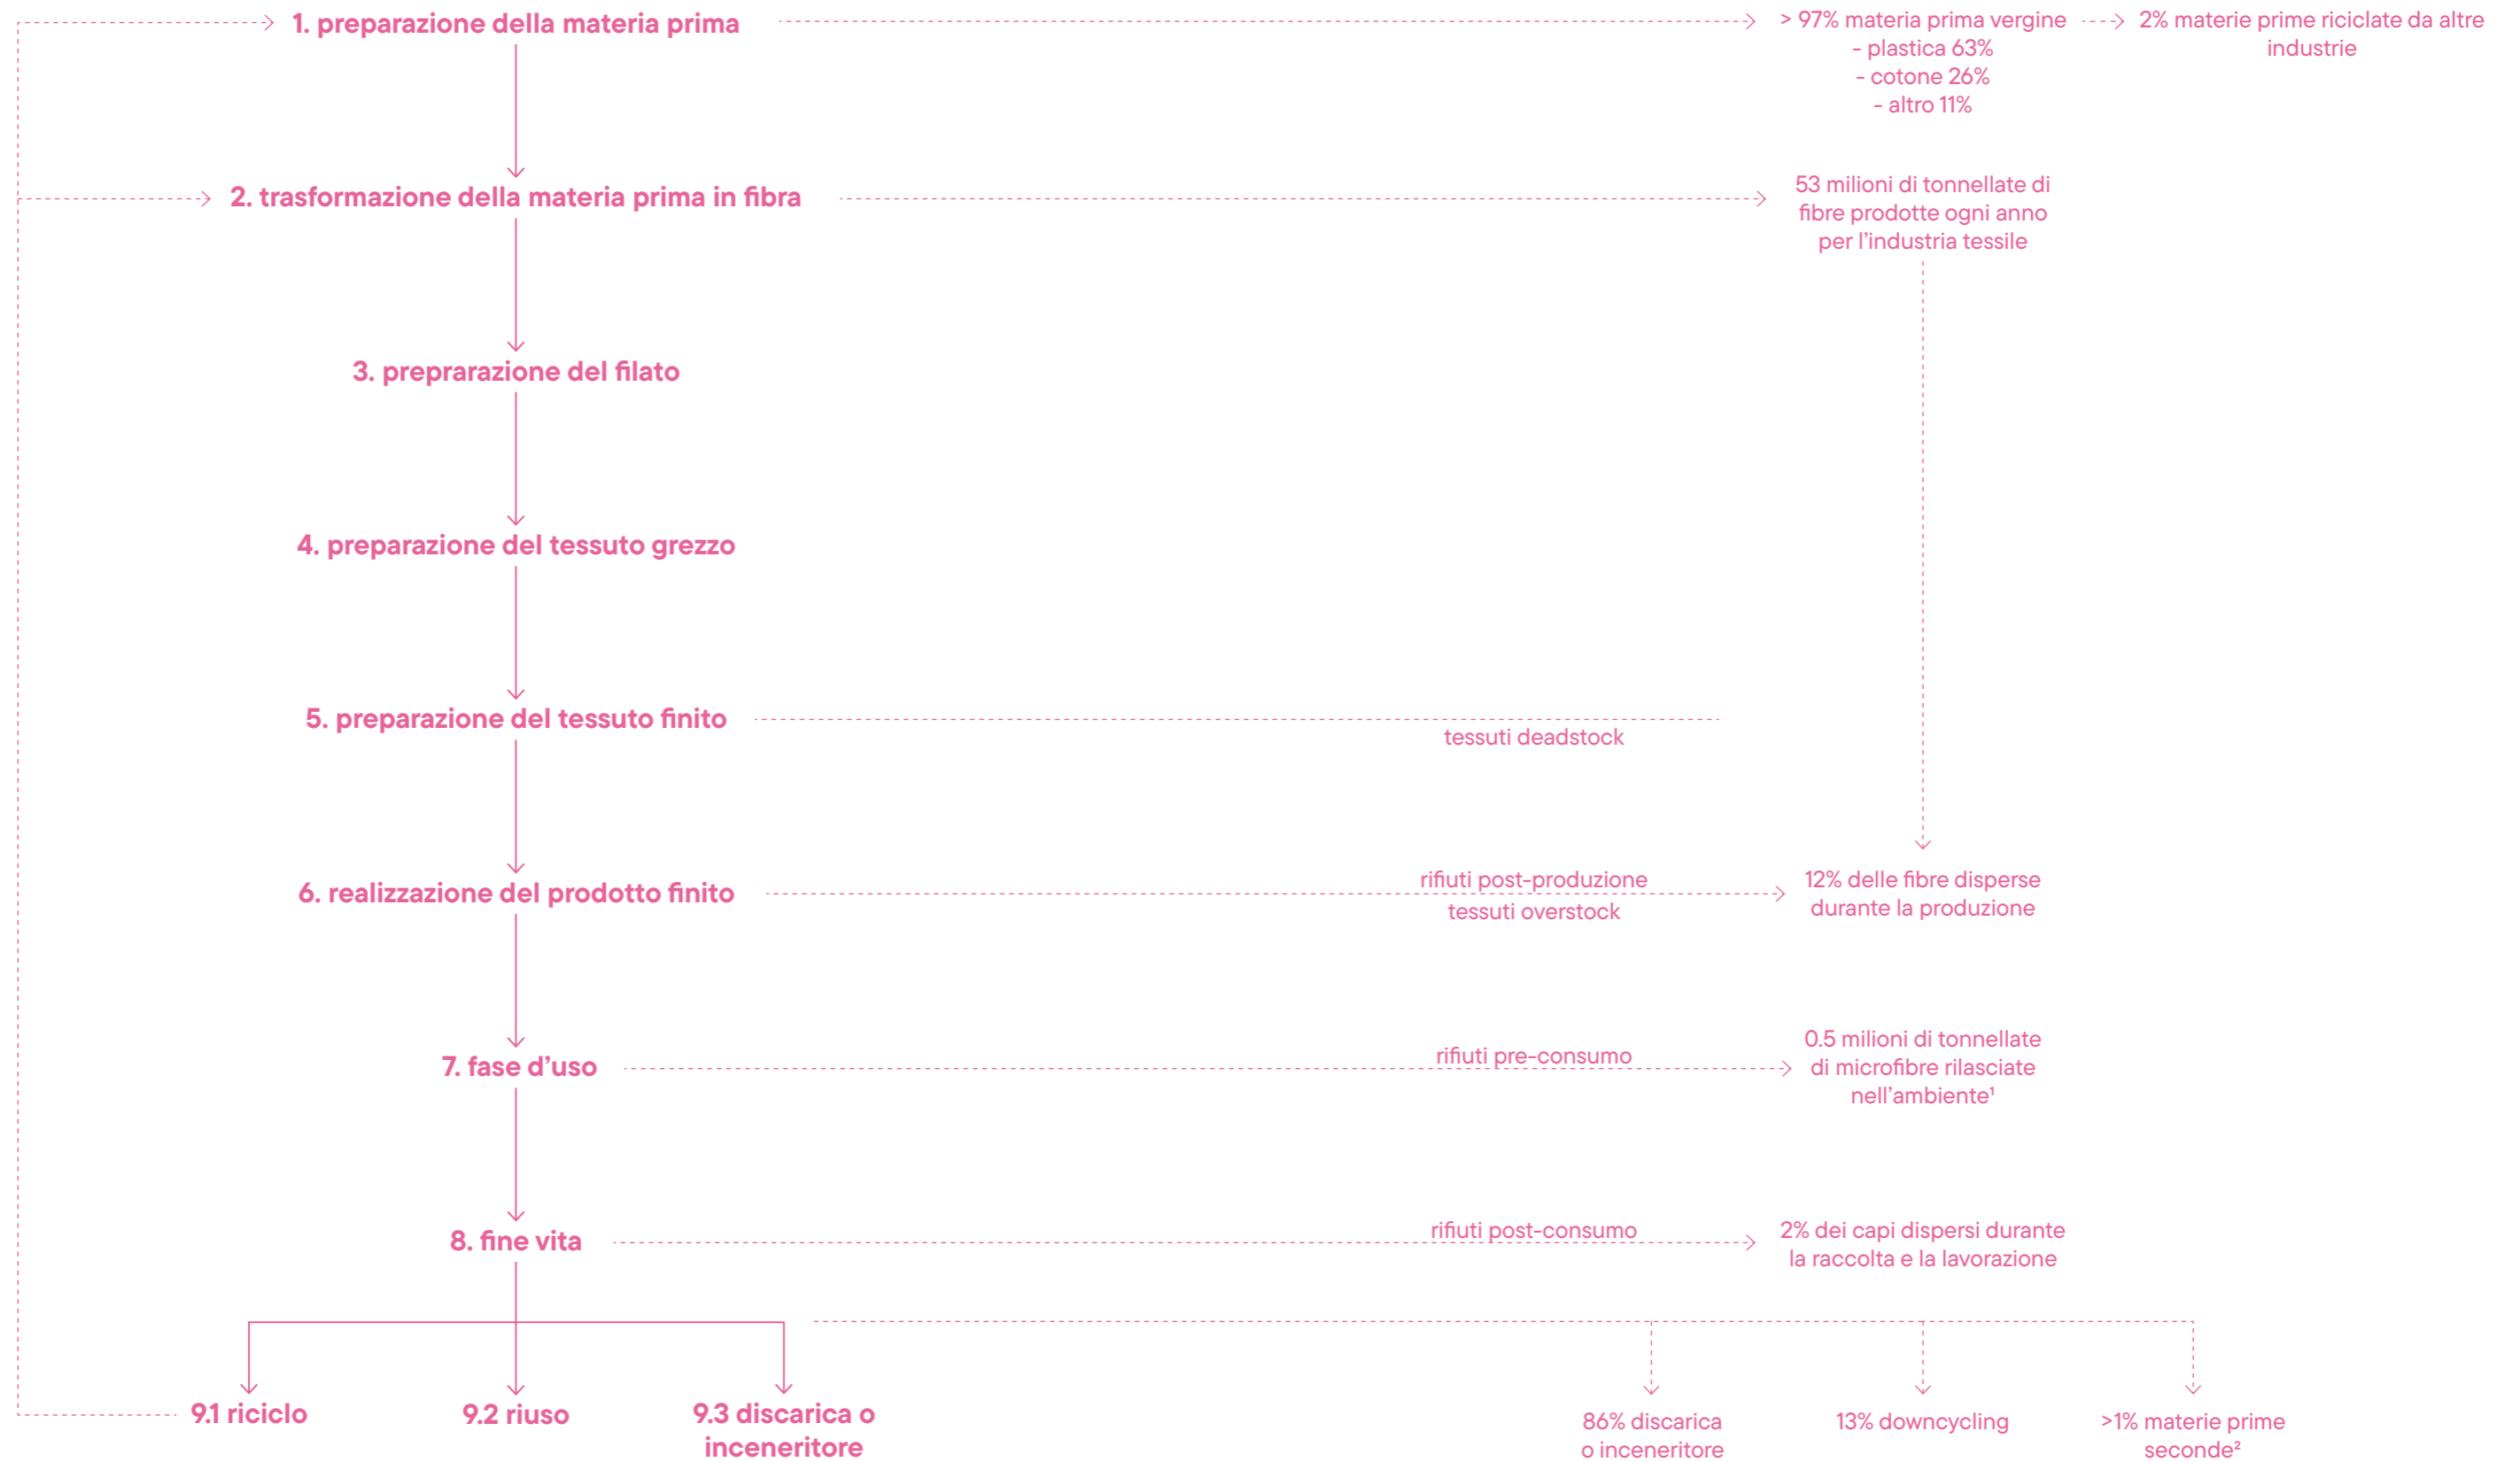 1. preparazione della materia prima
> 97% materia prima vergine
- plastica 63%
- cotone 26%
- altro 11%
2% materie prime riciclate da altre
industrie
2. trasformazione della materia prima in fibra
53 milioni di tonnellate di
fibre prodotte ogni anno
per l’industria tessile
3. preprarazione del filato
4. preparazione del tessuto grezzo
5. preparazione del tessuto finito
tessuti deadstock
6. realizzazione del prodotto finito
rifiuti post-produzione
tessuti overstock
12% delle fibre disperse
durante la produzione
7. fase d’uso
rifiuti pre-consumo
0.5 milioni di tonnellate
di microfibre rilasciate
nell’ambiente¹
8. fine vita
rifiuti post-consumo
2% dei capi dispersi durante
la raccolta e la lavorazione
9.1 riciclo
9.2 riuso
9.3 discarica o
inceneritore
86% discarica
o inceneritore
13% downcycling
>1% materie prime
seconde²